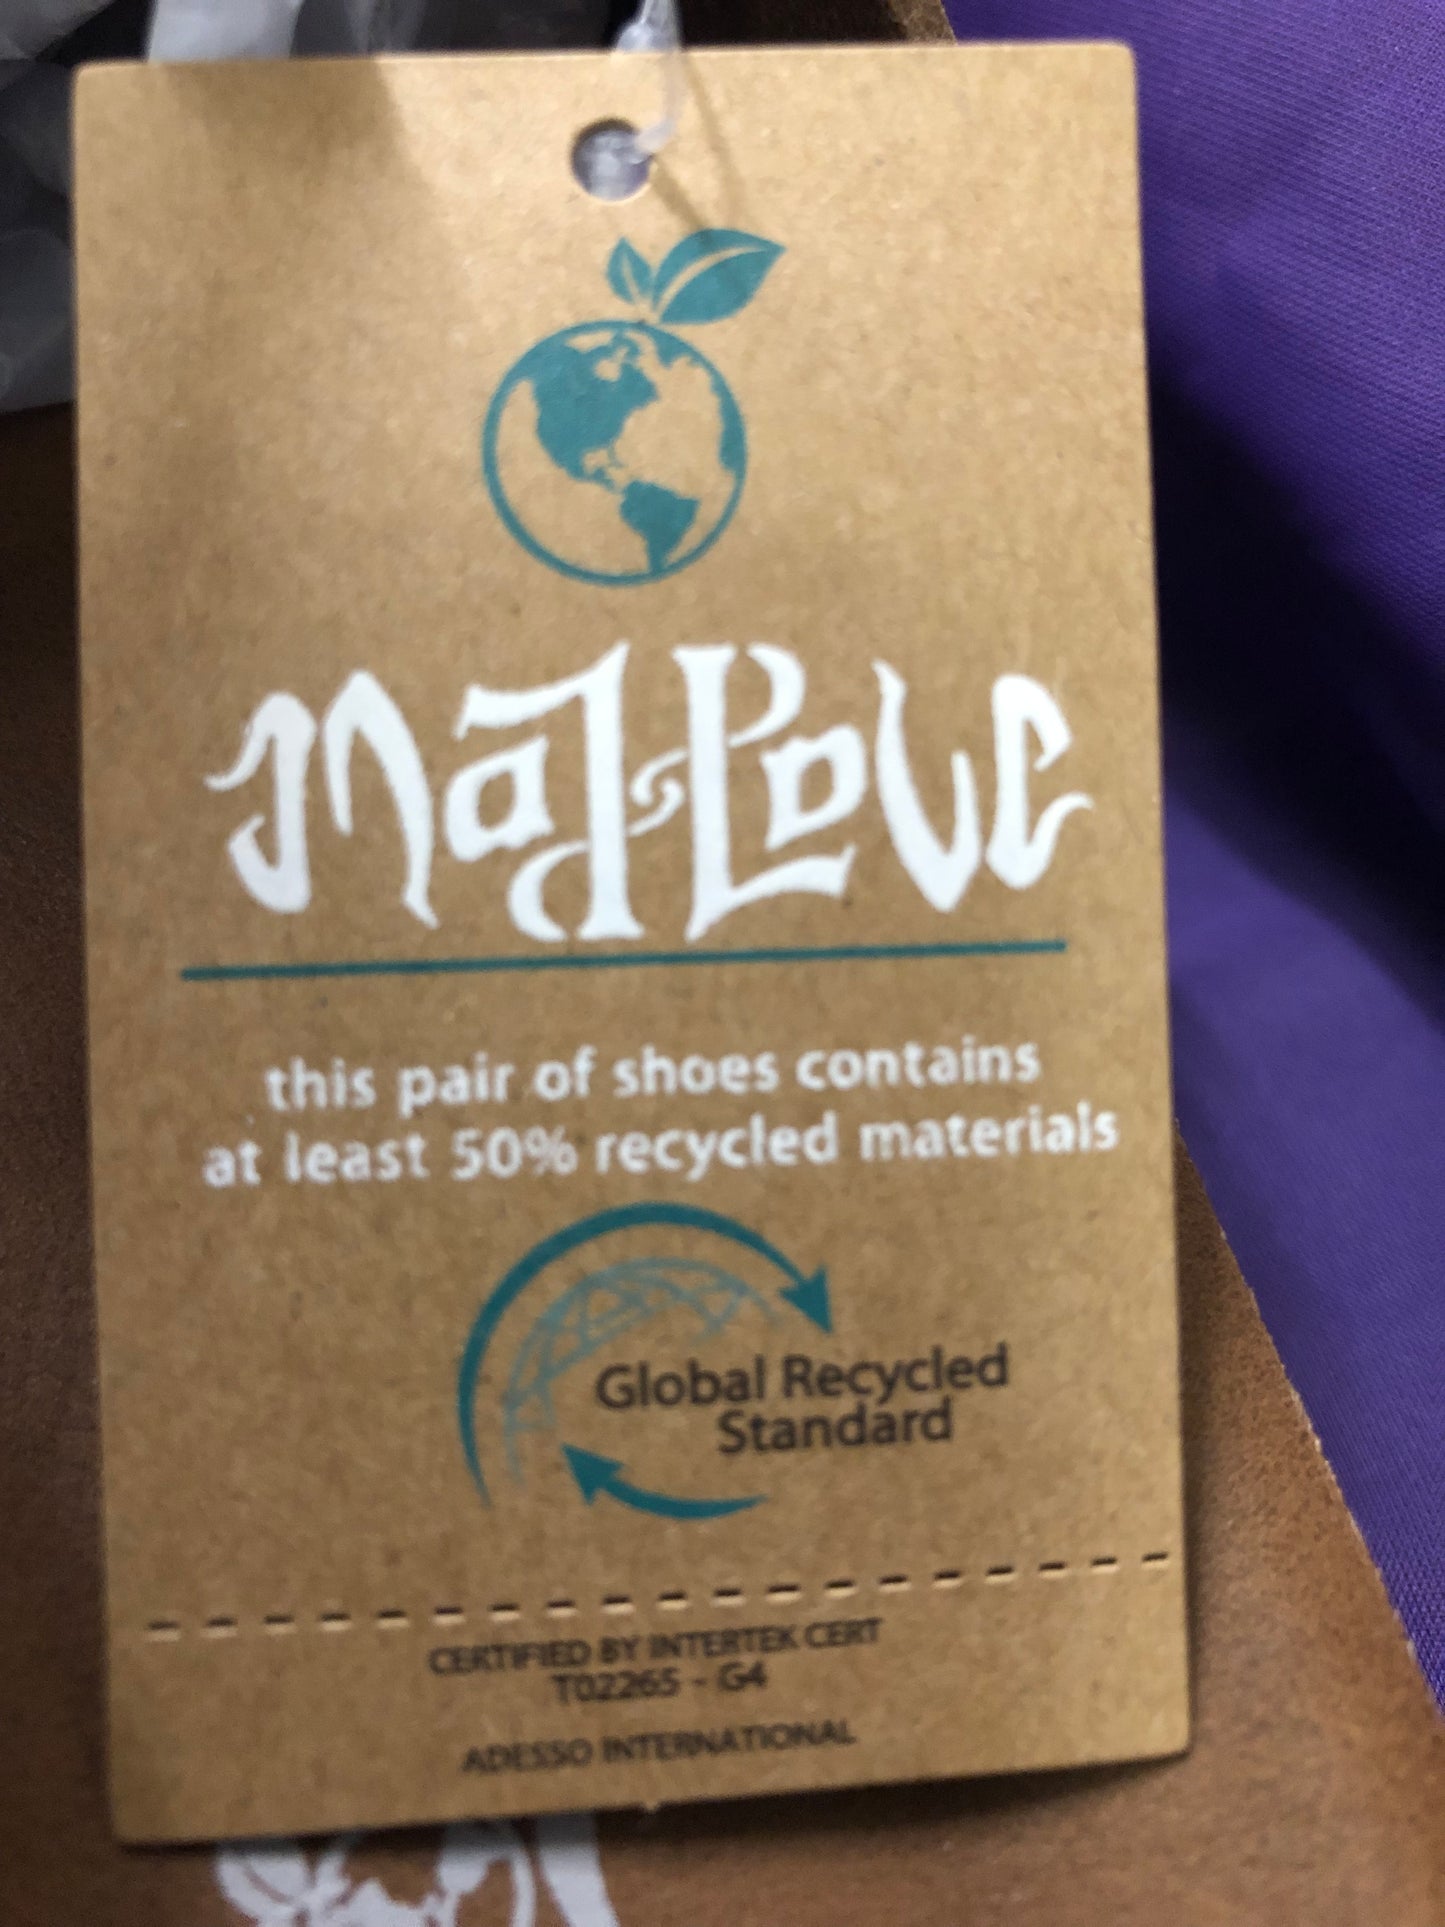 Mad Love
this pair of shoes contains
at least 50% recycled materials
Global Recycled
Standard
CERTIFIED BY INTERTEK CERT
T02265 - G4
ADESSO INTERNATIONAL